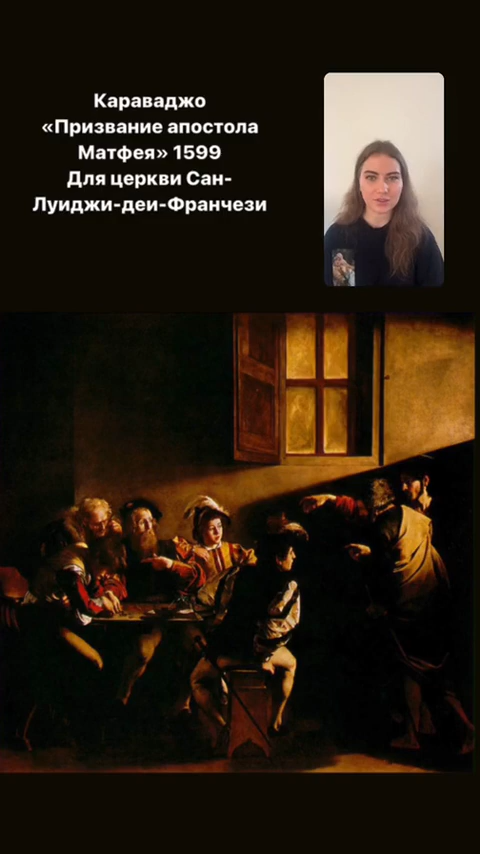 Караваджо
«Призвание апостола
Матфея» 1599
Для церкви Сан-
Луиджи-деи-Франчези